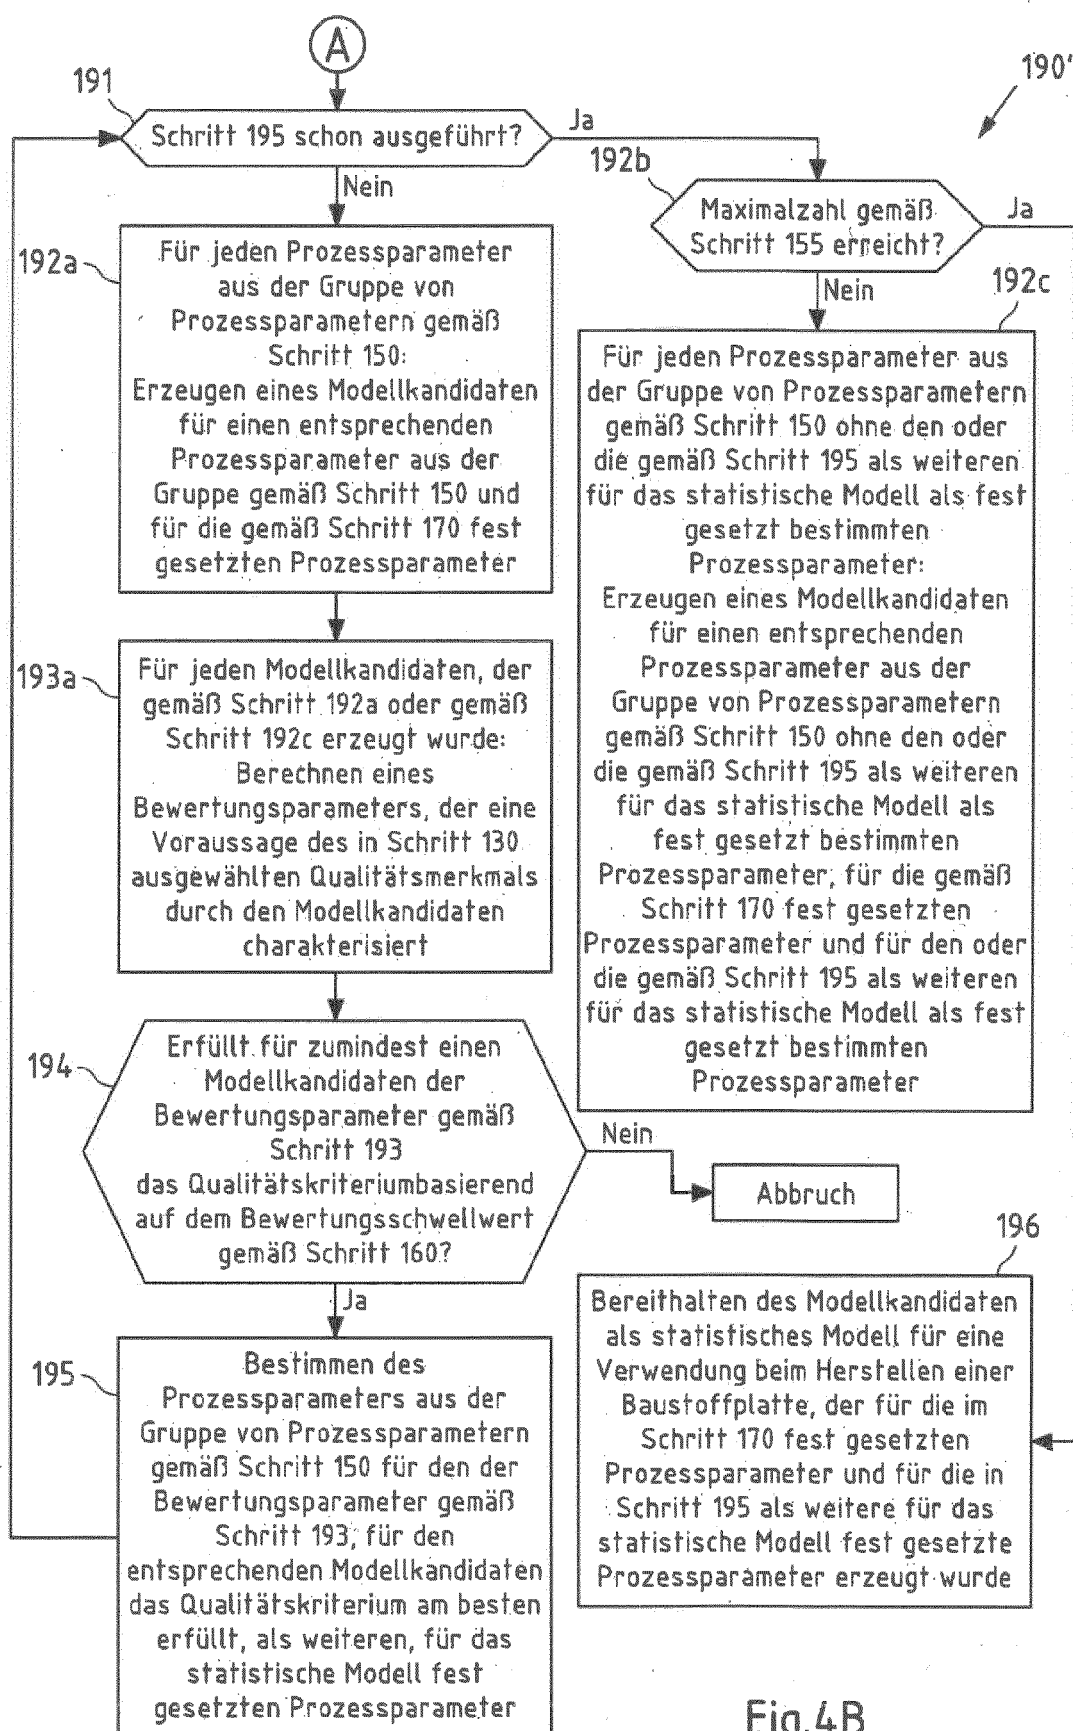 A
191
190'
Schritt 195 schon ausgeführt?
Ja
192b
Nein
Maximalzahl gemäß
Schritt 155 erreicht?
Ja
192a
Für jeden Prozessparameter
aus der Gruppe von
Prozessparametern gemäß
Schritt 150:
Erzeugen eines Modellkandidaten
für einen entsprechenden
Prozessparameter aus der
Gruppe gemäß Schritt 150 und
für die gemäß Schritt 170 fest
gesetzten Prozessparameter
Nein
192c
Für jeden Prozessparameter aus
der Gruppe von Prozessparametern
gemäß Schritt 150 ohne den oder
die gemäß Schritt 195 als weiteren
für das statistische Modell als fest
gesetzt bestimmten
Prozessparameter:
Erzeugen eines Modellkandidaten
für einen entsprechenden
Prozessparameter aus der
Gruppe von Prozessparametern
gemäß Schritt 150 ohne den oder
die gemäß Schritt 195 als weiteren
für das statistische Modell als
fest gesetzt bestimmten
Prozessparameter, für die gemäß
Schritt 170 fest gesetzten
Prozessparameter und für den oder
die gemäß Schritt 195 als weiteren
für das statistische Modell als fest
gesetzt bestimmten
Prozessparameter
193a
Für jeden Modellkandidaten, der
gemäß Schritt 192a oder gemäß
Schritt 192c erzeugt wurde:
Berechnen eines
Bewertungsparameters, der eine
Voraussage des in Schritt 130
ausgewählten Qualitätsmerkmals
durch den Modellkandidaten
charakterisiert
194
Erfüllt für zumindest einen
Modellkandidaten der
Bewertungsparameter gemäß
Schritt 193
das Qualitätskriteriumbasierend
auf dem Bewertungsschwellwert
gemäß Schritt 160?
Nein
Abbruch
Ja
195
Bestimmen des
Prozessparameters aus der
Gruppe von Prozessparametern
gemäß Schritt 150 für den der
Bewertungsparameter gemäß
Schritt 193, für den
entsprechenden Modellkandidaten
das Qualitätskriterium am besten
erfüllt, als weiteren, für das
statistische Modell fest
gesetzten Prozessparameter
196
Bereithalten des Modellkandidaten
als statistisches Modell für eine
Verwendung beim Herstellen einer
Baustoffplatte, der für die im
Schritt 170 fest gesetzten
Prozessparameter und für die in
Schritt 195 als weitere für das
statistische Modell fest gesetzte
Prozessparameter erzeugt wurde
Fig.4B